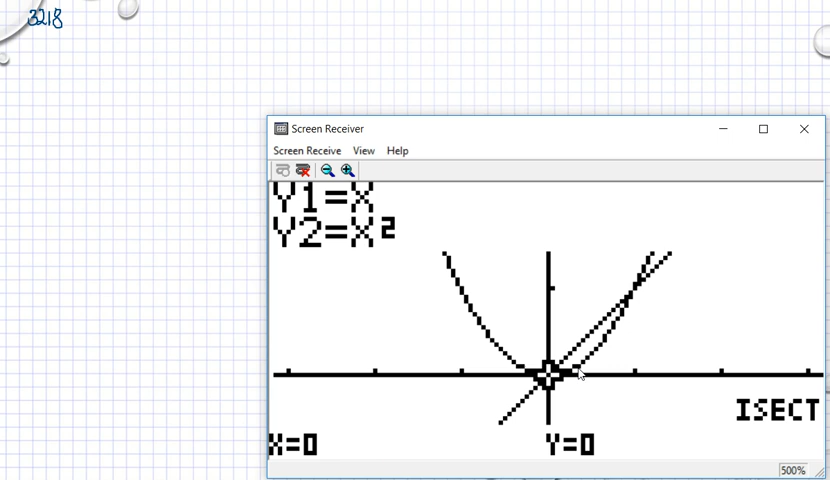 3218
Screen Receiver
Screen Receive View Help
Y1=X
Y2=X²
ISECT
X=0 Y=0
500%